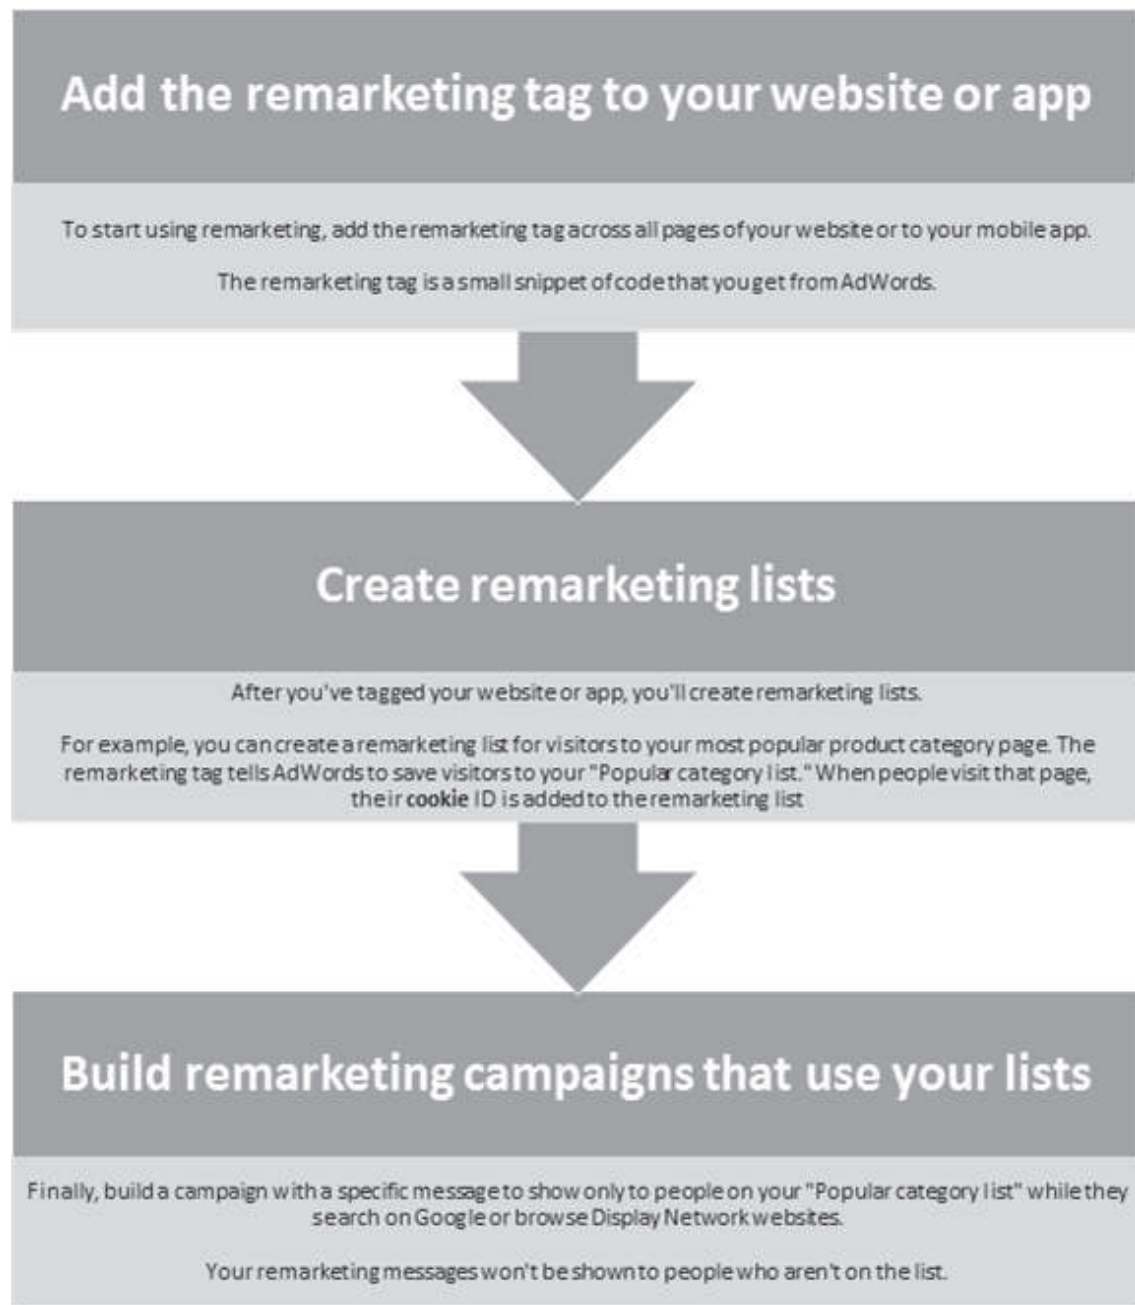 Add the remarketing tag to your website or app
To start using remarketing, add the remarketing tag across all pages of your website or to your mobile app.
The remarketing tag is a small snippet of code that you get from AdWords.
Create remarketing lists
After you've tagged your website or app, you'll create remarketing lists.
For example, you can create a remarketing list for visitors to your most popular product category page. The
remarketing tag tells AdWords to save visitors to your "Popular category list." When people visit that page,
their cookie ID is added to the remarketing list
Build remarketing campaigns that use your lists
Finally, build a campaign with a specific message to show only to people on your "Popular category list" while they
search on Google or browse Display Network websites.
Your remarketing messages won't be shown to people who aren't on the list.